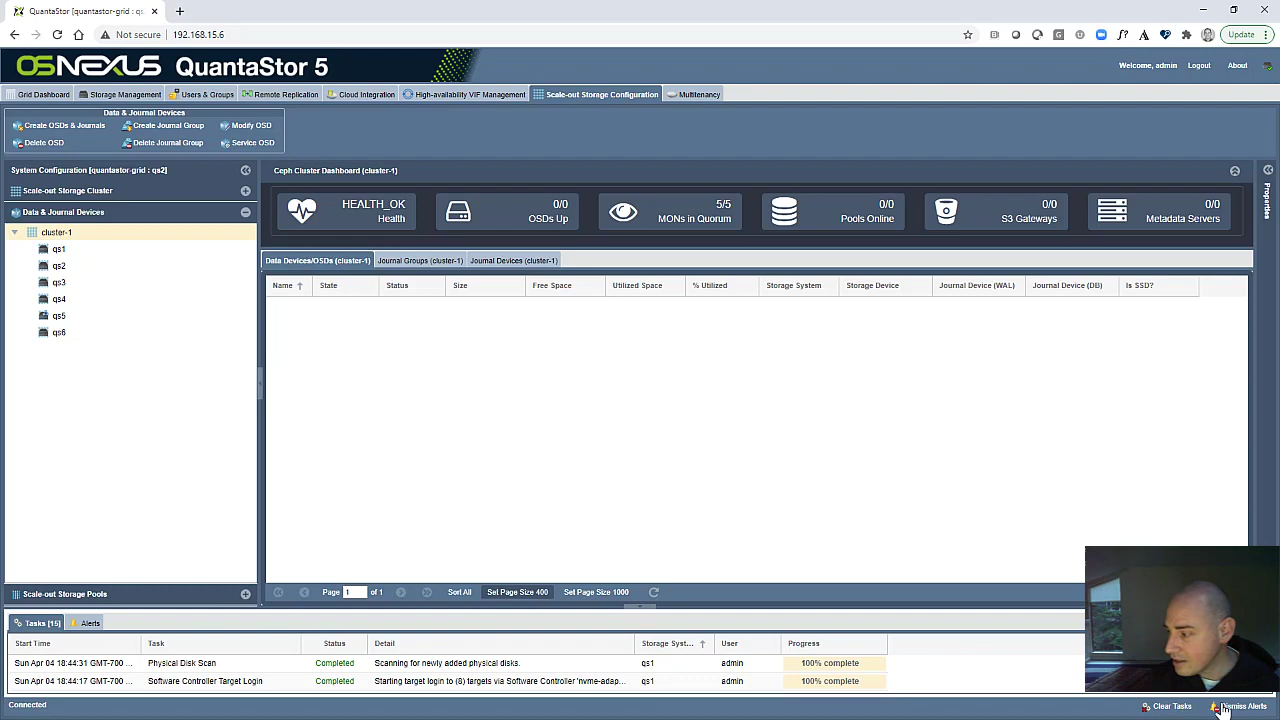 QuantaStor [quantastor-grid : qs
Not secure
192.168.15.6
Update
OSNEXUS QuantaStor 5
Welcome, admin Logout About
Grid Dashboard Storage Management Users & Groups Remote Replication Cloud Integration High-availability VIF Management Scale-out Storage Configuration Multitenancy
Data & Journal Devices
Create OSDs & Journals Create Journal Group Modify OSD
Delete OSD Delete Journal Group Service OSD
System Configuration [quantastor-grid : qs2]
Scale-out Storage Cluster
Data & Journal Devices
cluster-1
qs1
qs2
qs3
qs4
qs5
qs6
Scale-out Storage Pools
Ceph Cluster Dashboard (cluster-1)
HEALTH_OK
Health
0/0
OSDs Up
5/5
MONs in Quorum
0/0
Pools Online
0/0
S3 Gateways
0/0
Metadata Servers
Properties
Data Devices/OSDs (cluster-1) Journal Groups (cluster-1) Journal Devices (cluster-1)
Name State Status Size Free Space Utilized Space % Utilized Storage System Storage Device Journal Device (WAL) Journal Device (DB) Is SSD?
Page 1 of 1 Sort All Set Page Size 400 Set Page Size 1000
Tasks [15] Alerts
Start Time Task Status Detail Storage Syst... User Progress
Sun Apr 04 18:44:31 GMT-700 ... Physical Disk Scan Completed Scanning for newly added physical disks. qs1 admin 100% complete
Sun Apr 04 18:44:17 GMT-700 ... Software Controller Target Login Completed Starting target login to (8) targets via Software Controller 'nvme-adap... qs1 admin 100% complete
Connected
Clear Tasks Dismiss Alerts